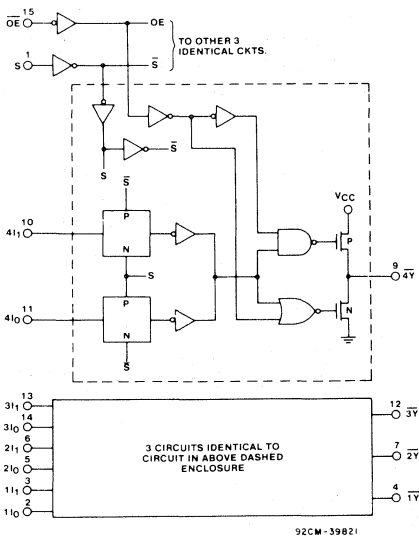 15
OE
OE
TO OTHER 3
IDENTICAL CKTS.
1
S
S
S
S
S
P
N
10
4I1
S
11
4I0
P
N
S
VCC
P
9
4Y
N
13
3I1
14
3I0
6
2I1
5
2I0
3
1I1
2
1I0
3 CIRCUITS IDENTICAL TO
CIRCUIT IN ABOVE DASHED
ENCLOSURE
12
3Y
7
2Y
4
1Y
92CM-39821